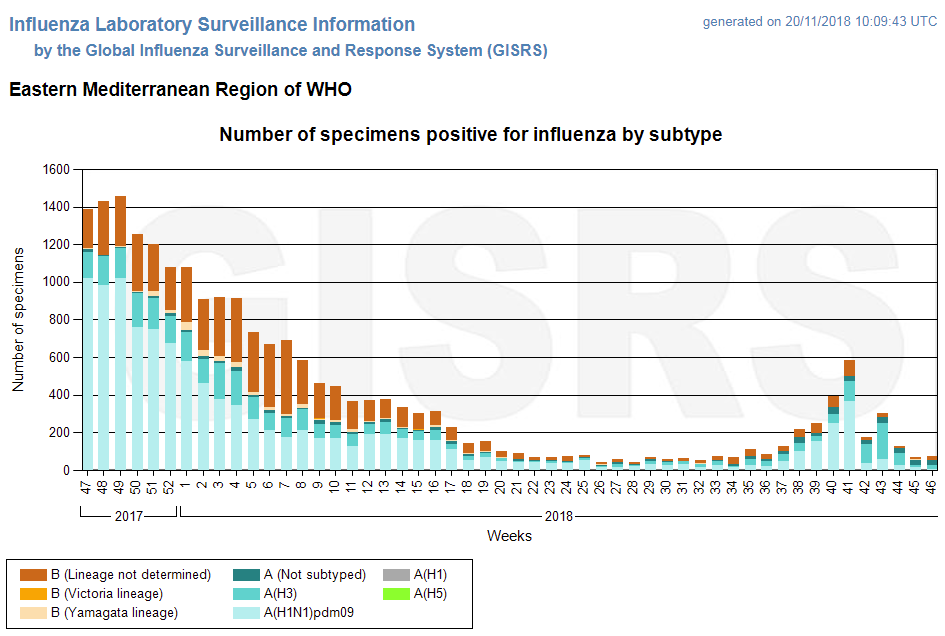 Influenza Laboratory Surveillance Information
generated on 20/11/2018 10:09:43 UTC
by the Global Influenza Surveillance and Response System (GISRS)
Eastern Mediterranean Region of WHO
Number of specimens positive for influenza by subtype
GISRS
Number of specimens
1600
1400
1200
1000
800
600
400
200
0
47 48 49 50 51 52 1 2 3 4 5 6 7 8 9 10 11 12 13 14 15 16 17 18 19 20 21 22 23 24 25 26 27 28 29 30 31 32 33 34 35 36 37 38 39 40 41 42 43 44 45 46
2017 2018
Weeks
B (Lineage not determined) A (Not subtyped) A(H1)
B (Victoria lineage) A(H3) A(H5)
B (Yamagata lineage) A(H1N1)pdm09